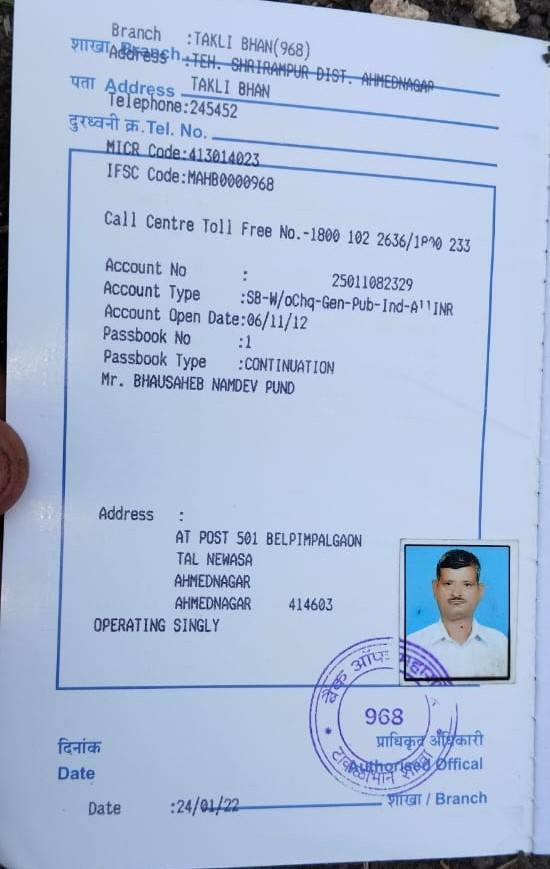 Branch :TAKLI BHAN(968)
शाखा Branch
Address :TEH. SHRIRAMPUR DIST. AHMEDNAGAR
पता Address TAKLI BHAN
Telephone:245452
दुरध्वनी क्र.Tel. No.
MICR Code:413014023
IFSC Code:MAHB0000968
Call Centre Toll Free No.-1800 102 2636/1800 233
Account No : 25011082329
Account Type :SB-W/oChq-Gen-Pub-Ind-All INR
Account Open Date:06/11/12
Passbook No :1
Passbook Type :CONTINUATION
Mr. BHAUSAHEB NAMDEV PUND
Address :
AT POST 501 BELPIMPALGAON
TAL NEWASA
AHMEDNAGAR
AHMEDNAGAR 414603
OPERATING SINGLY
बैंक ऑफ
968
दिनांक
Date
प्राधिकृत अधिकारी
Authorised Offical
शाखा / Branch
Date :24/01/22